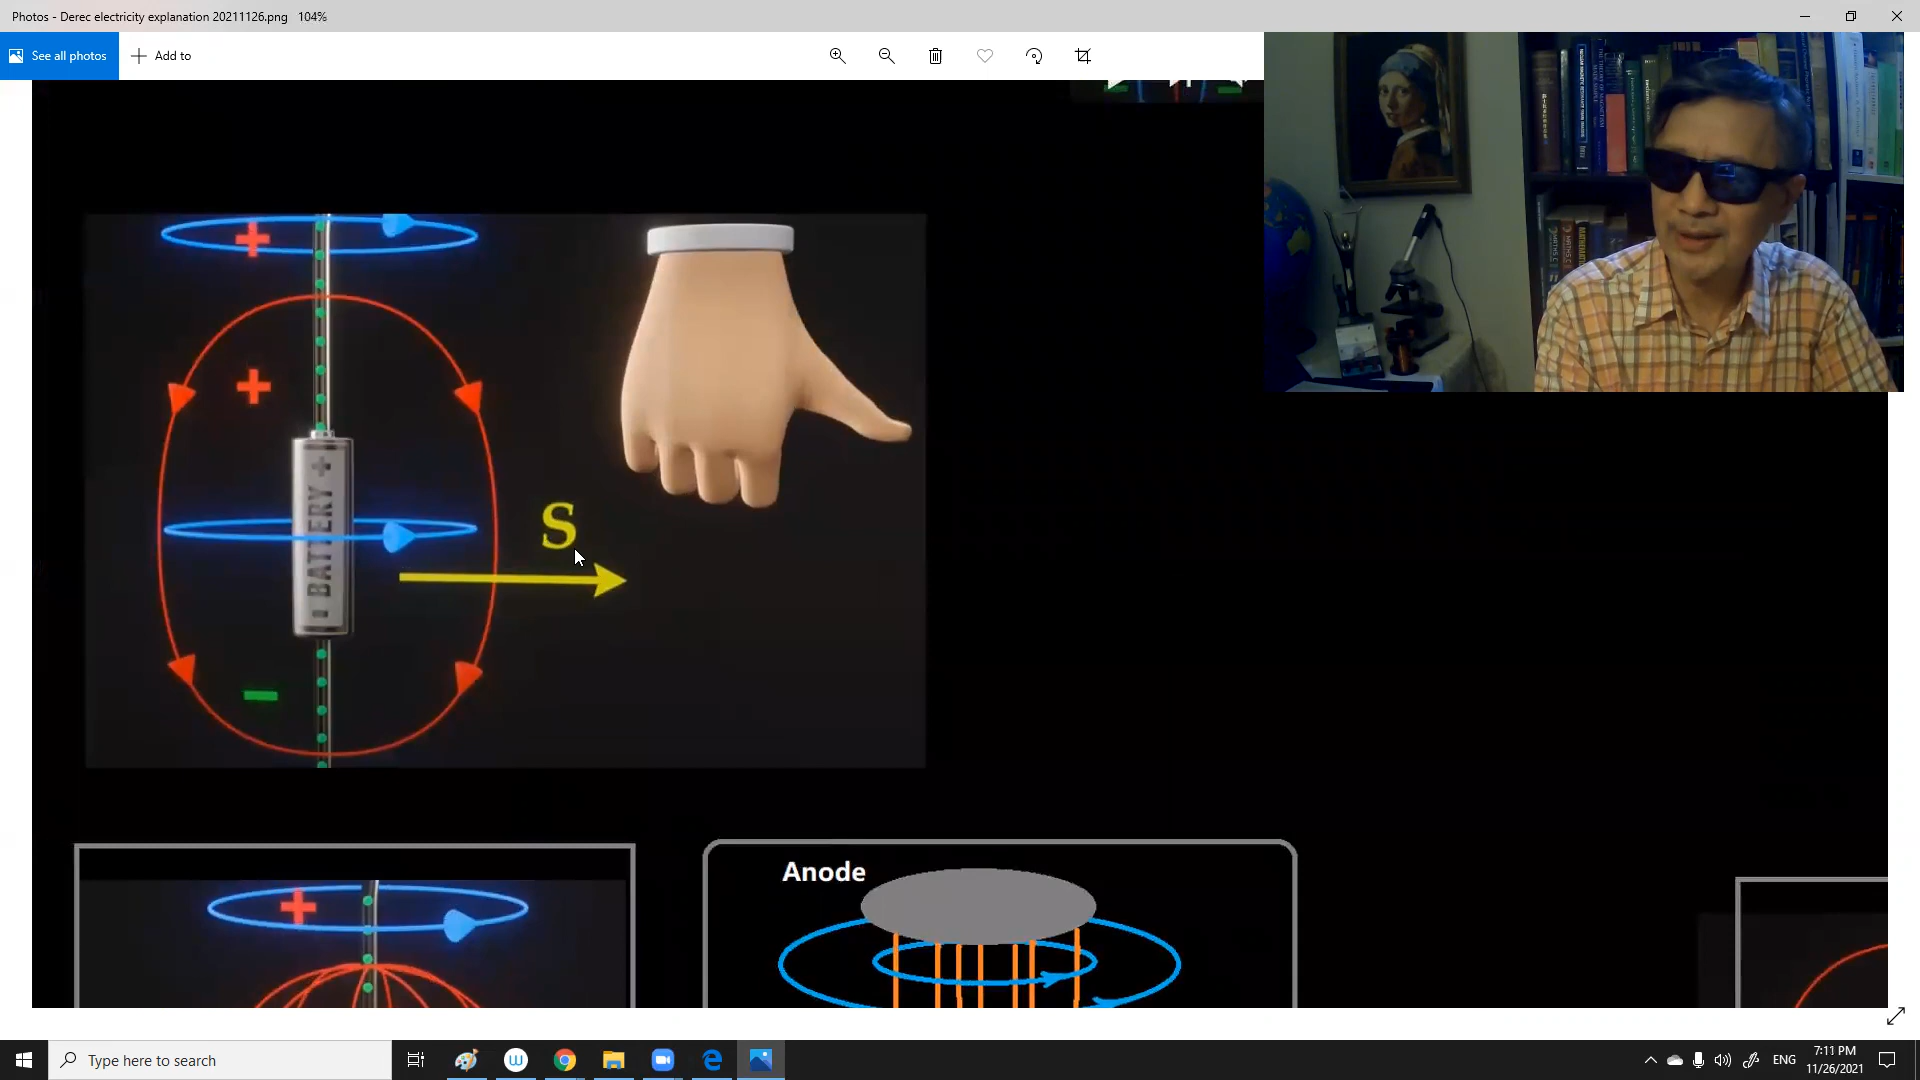 Photos - Derec electricity explanation 20211126.png 104%
See all photos
Add to
+
+
+ BATTERY -
S
-
Anode
+
Type here to search
ENG
7:11 PM
11/26/2021